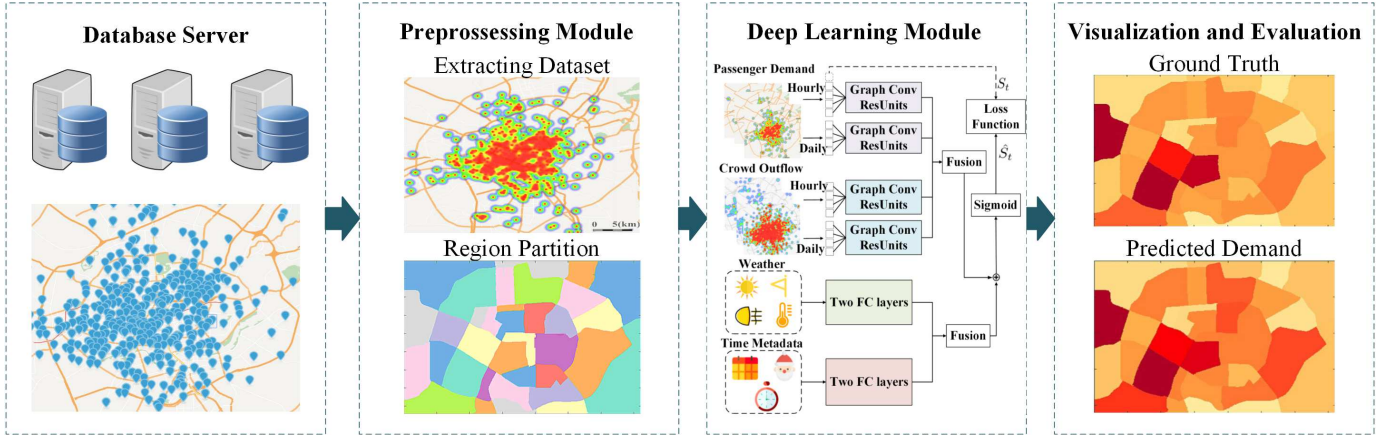 Database Server
Preprossessing Module
Extracting Dataset
0 5(km)
Region Partition
Deep Learning Module
Passenger Demand
Hourly
Graph Conv
ResUnits
Daily
Graph Conv
ResUnits
Crowd Outflow
Hourly
Graph Conv
ResUnits
Daily
Graph Conv
ResUnits
Fusion
S_t
Loss
Function
Ŝ_t
Sigmoid
Weather
Two FC layers
Fusion
Time Metadata
Two FC layers
Visualization and Evaluation
Ground Truth
Predicted Demand